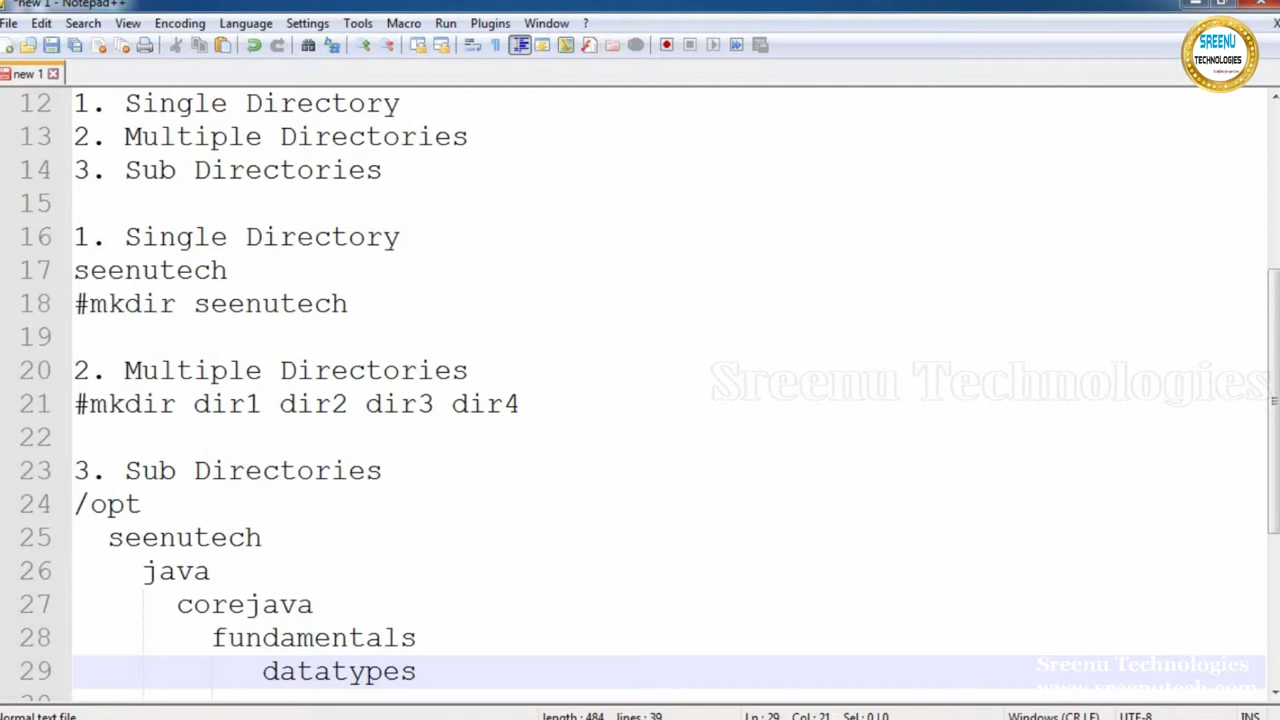 *new 1 - Notepad++
File Edit Search View Encoding Language Settings Tools Macro Run Plugins Window ? X
SREENU
TECHNOLOGIES
new 1
12 1. Single Directory
13 2. Multiple Directories
14 3. Sub Directories
15
16 1. Single Directory
17 seenutech
18 #mkdir seenutech
19
20 2. Multiple Directories
Sreenu Technologies
21 #mkdir dir1 dir2 dir3 dir4
22
23 3. Sub Directories
24 /opt
25 seenutech
26 java
27 corejava
28 fundamentals
29 datatypes
Sreenu Technologies
www.sreenutech.com
30
Normal text file length : 484 lines : 39 Ln : 29 Col : 21 Sel : 0 | 0 Windows (CR LF) UTF-8 INS